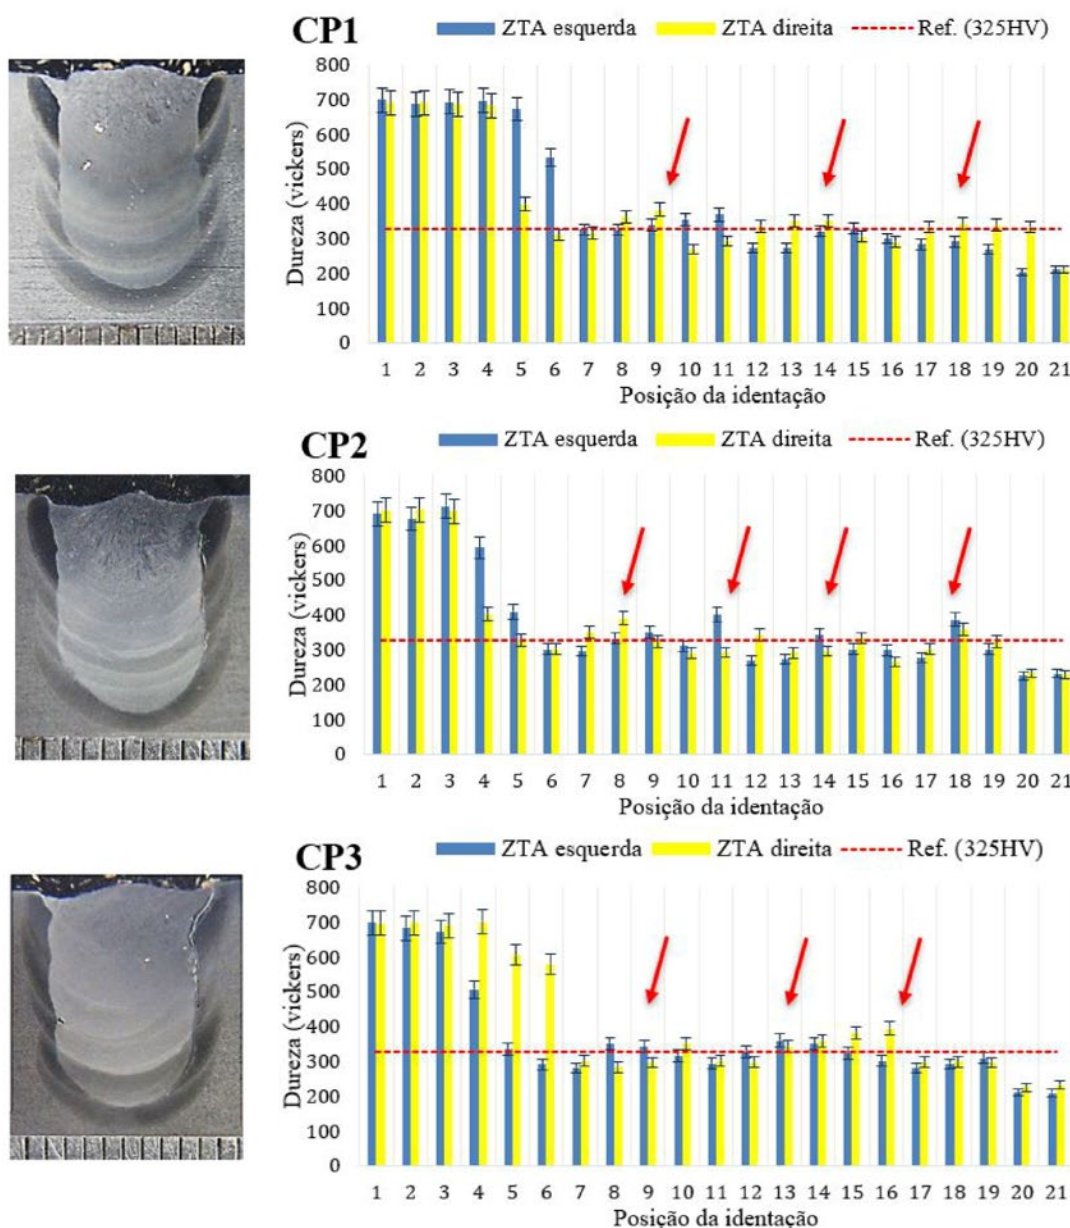 CP1
ZTA esquerda ZTA direita Ref. (325HV)
Dureza (vickers)
800
700
600
500
400
300
200
100
0
1 2 3 4 5 6 7 8 9 10 11 12 13 14 15 16 17 18 19 20 21
Posição da identação
CP2
ZTA esquerda ZTA direita Ref. (325HV)
Dureza (vickers)
800
700
600
500
400
300
200
100
0
1 2 3 4 5 6 7 8 9 10 11 12 13 14 15 16 17 18 19 20 21
Posição da identação
CP3
ZTA esquerda ZTA direita Ref. (325HV)
Dureza (vickers)
800
700
600
500
400
300
200
100
0
1 2 3 4 5 6 7 8 9 10 11 12 13 14 15 16 17 18 19 20 21
Posição da identação